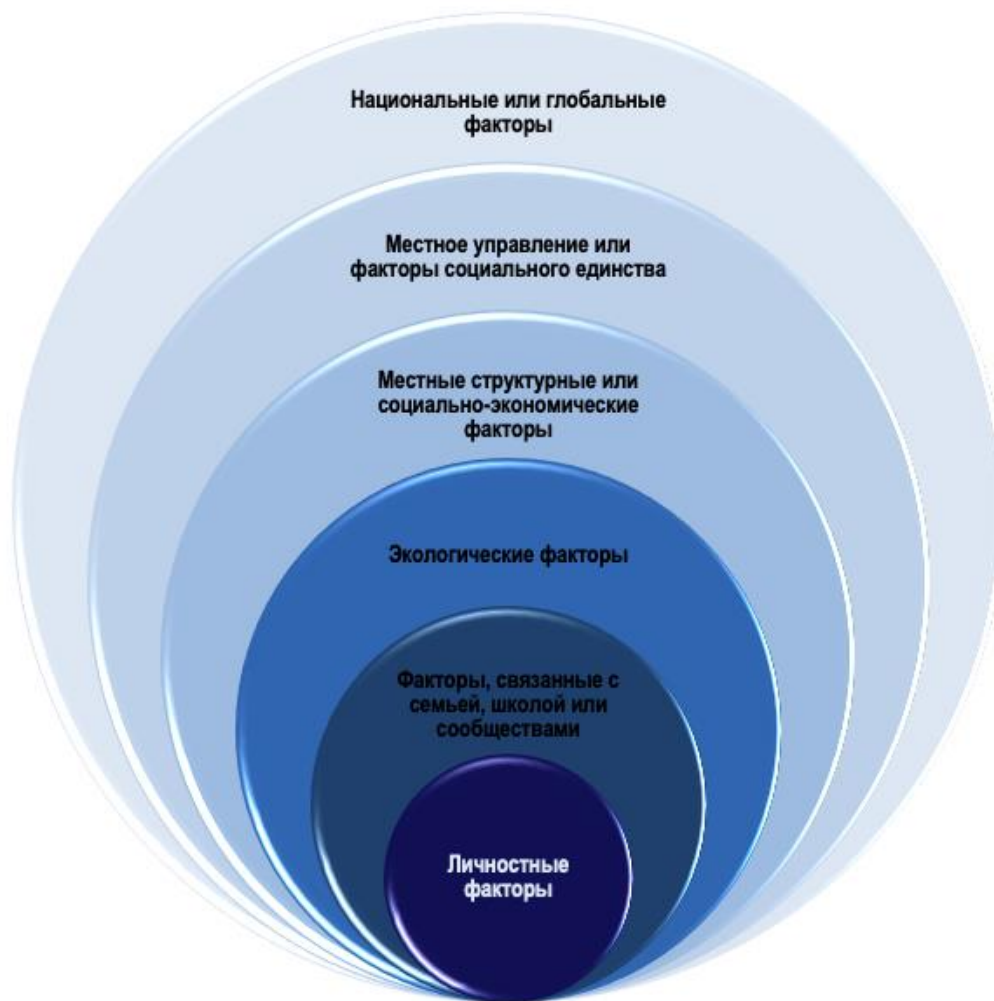 Национальные или глобальные
факторы
Местное управление или
факторы социального единства
Местные структурные или
социально-экономические
факторы
Экологические факторы
Факторы, связанные с
семьей, школой или
сообществами
Личностные
факторы